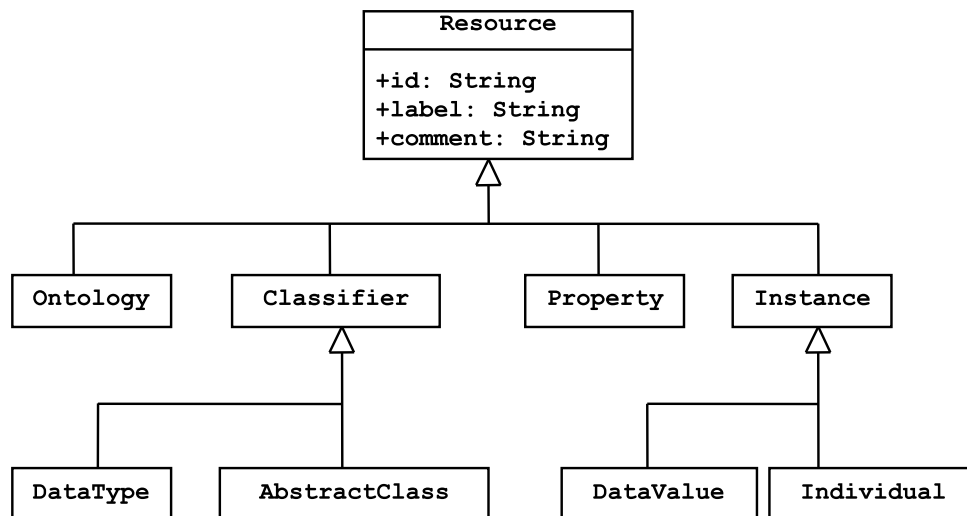 Resource
+id: String
+label: String
+comment: String
Ontology
Classifier
Property
Instance
DataType
AbstractClass
DataValue
Individual